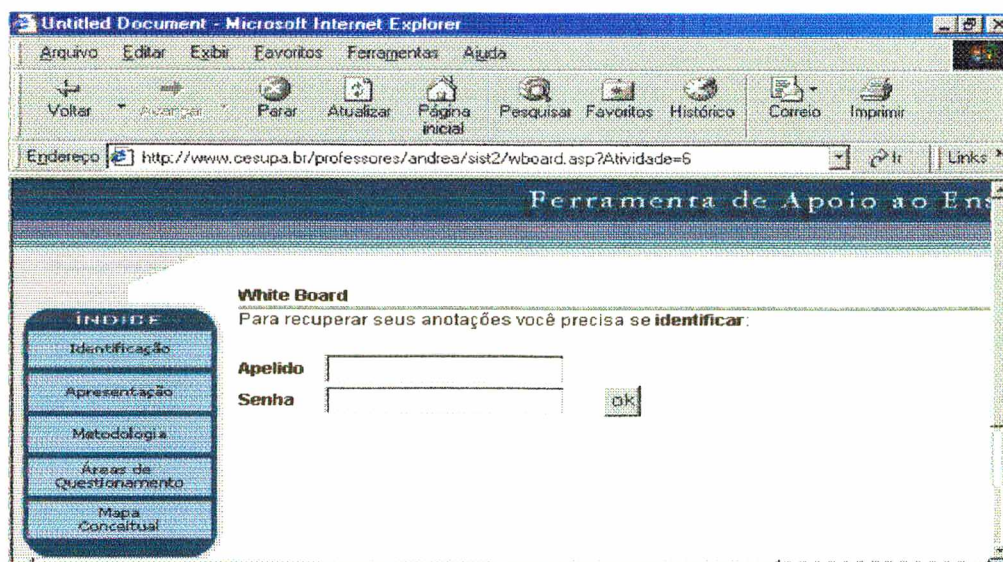 Untitled Document - Microsoft Internet Explorer
Arquivo Editar Exibir Favoritos Ferramentas Ajuda
Voltar Avançar Parar Atualizar Página inicial Pesquisar Favoritos Histórico Correio Imprimir
Endereço http://www.cesupa.br/professores/andrea/sist2/wboard.asp?Atividade=6 Ir Links
Ferramenta de Apoio ao Ens
White Board
Para recuperar seus anotações você precisa se identificar:
Apelido
Senha ok
ÍNDICE
Identificação
Apresentação
Metodologia
Áreas de
Questionamento
Mapa
Conceitual